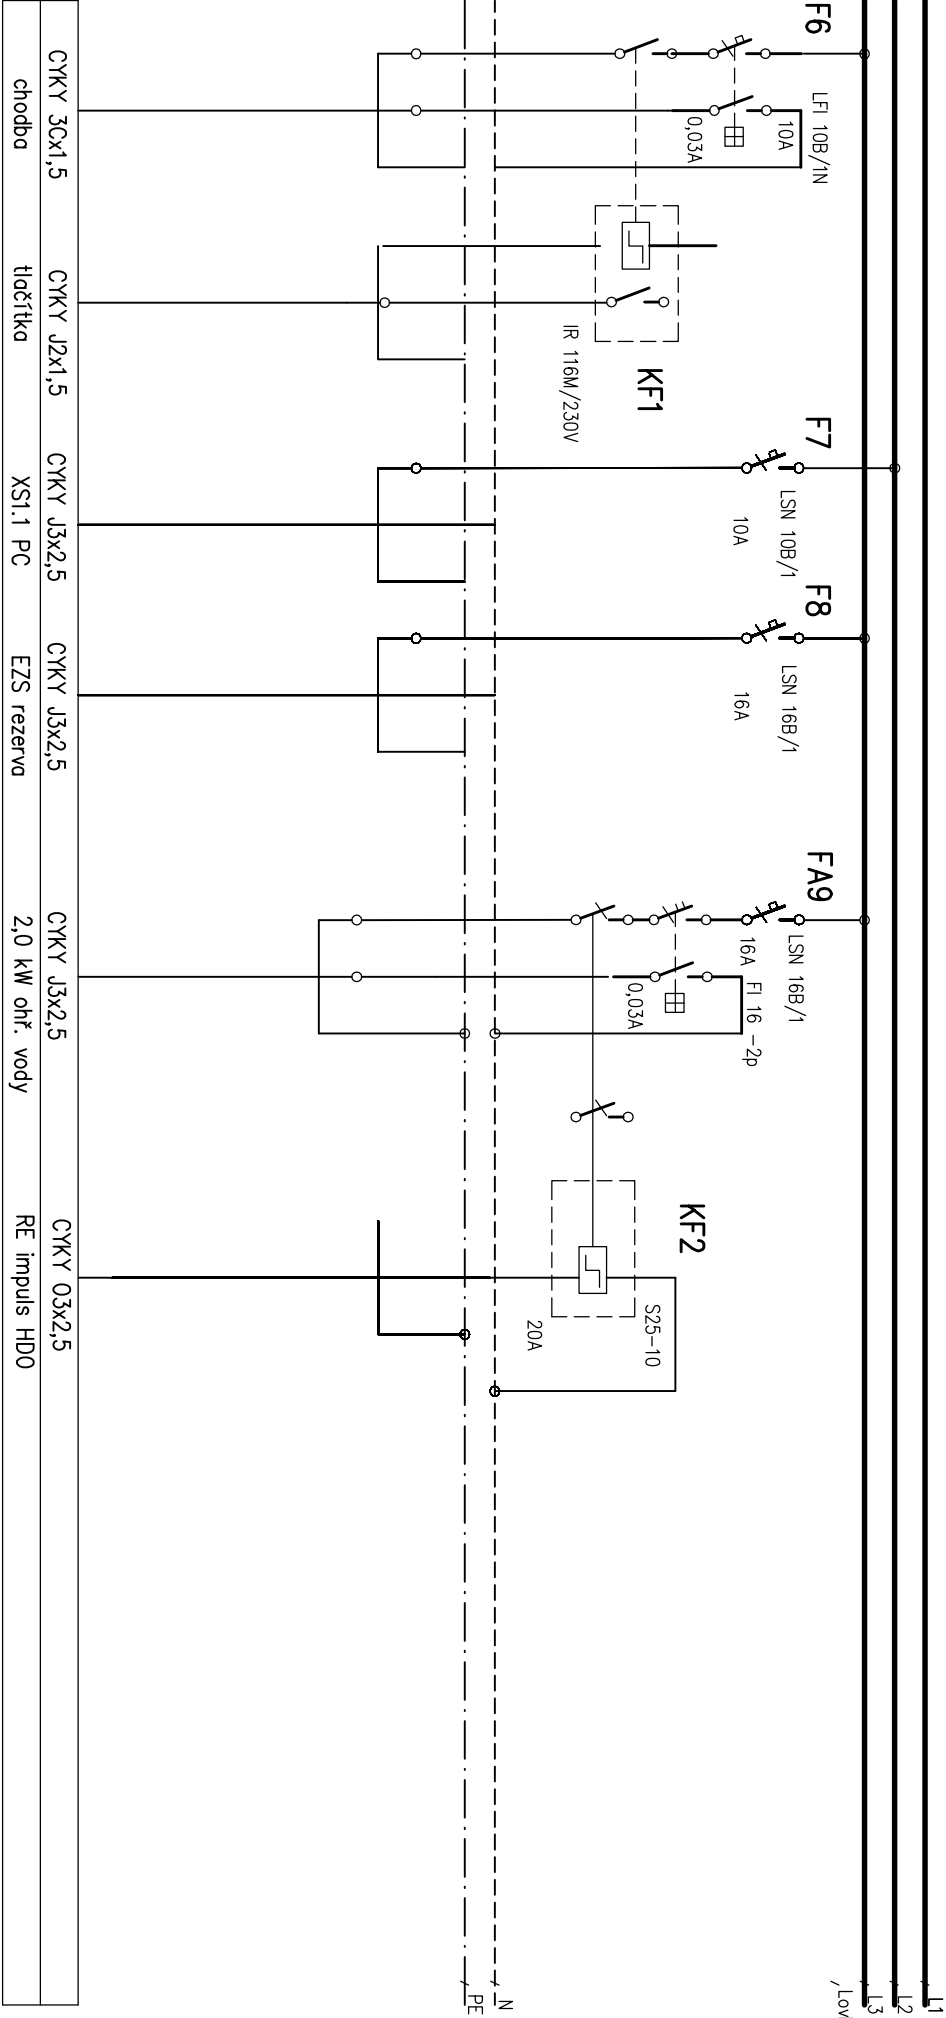 F6
LFI 10B/1N
10A
0,03A
KF1
IR 116M/230V
F7
LSN 10B/1
10A
F8
LSN 16B/1
16A
FA9
LSN 16B/1
16A
FI 16 -2p
0,03A
KF2
S25-10
20A
L1
L2
L3
N
PE
CYKY 3Cx1,5
chodba
CYKY J2x1,5
tlačítka
CYKY J3x2,5
XS1.1 PC
CYKY J3x2,5
EZS rezerva
CYKY J3x2,5
2,0 kW ohř. vody
CYKY O3x2,5
RE impuls HDO